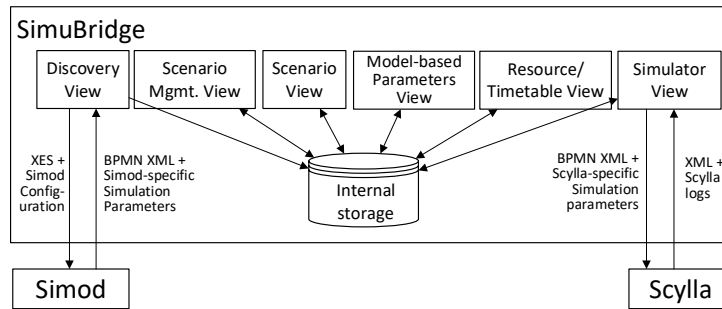 SimuBridge
Discovery
View
Scenario
Mgmt. View
Scenario
View
Model-based
Parameters
View
Resource/
Timetable View
Simulator
View
XES +
Simod
Config-
uration
BPMN XML +
Simod-specific
Simulation
Parameters
Internal
storage
BPMN XML +
Scylla-specific
Simulation
parameters
XML +
Scylla
logs
Simod
Scylla